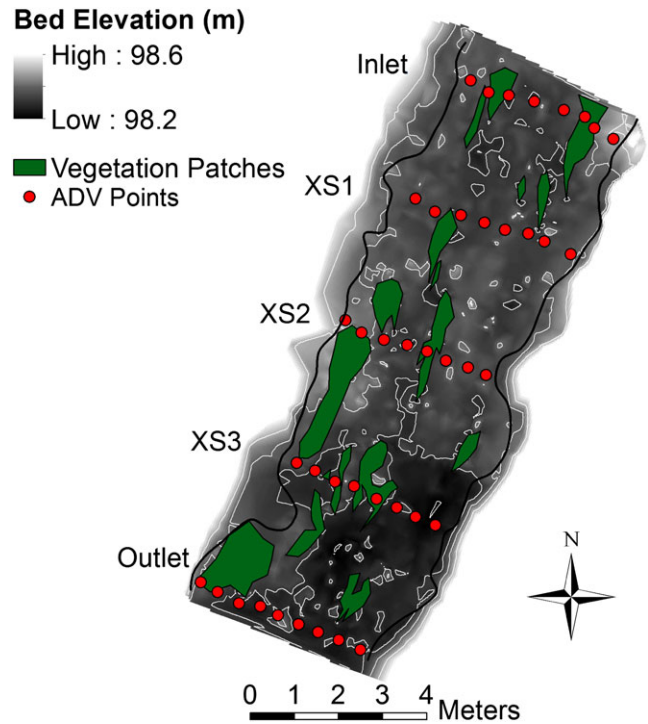 Bed Elevation (m)
High : 98.6
Low : 98.2
Vegetation Patches
ADV Points
Inlet
XS1
XS2
XS3
Outlet
N
0 1 2 3 4 Meters